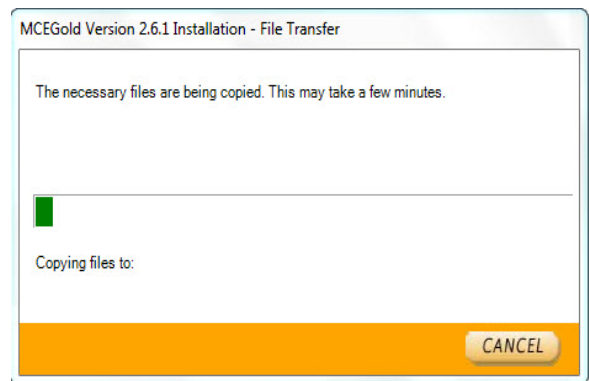 MCEGold Version 2.6.1 Installation - File Transfer
The necessary files are being copied. This may take a few minutes.
Copying files to:
CANCEL